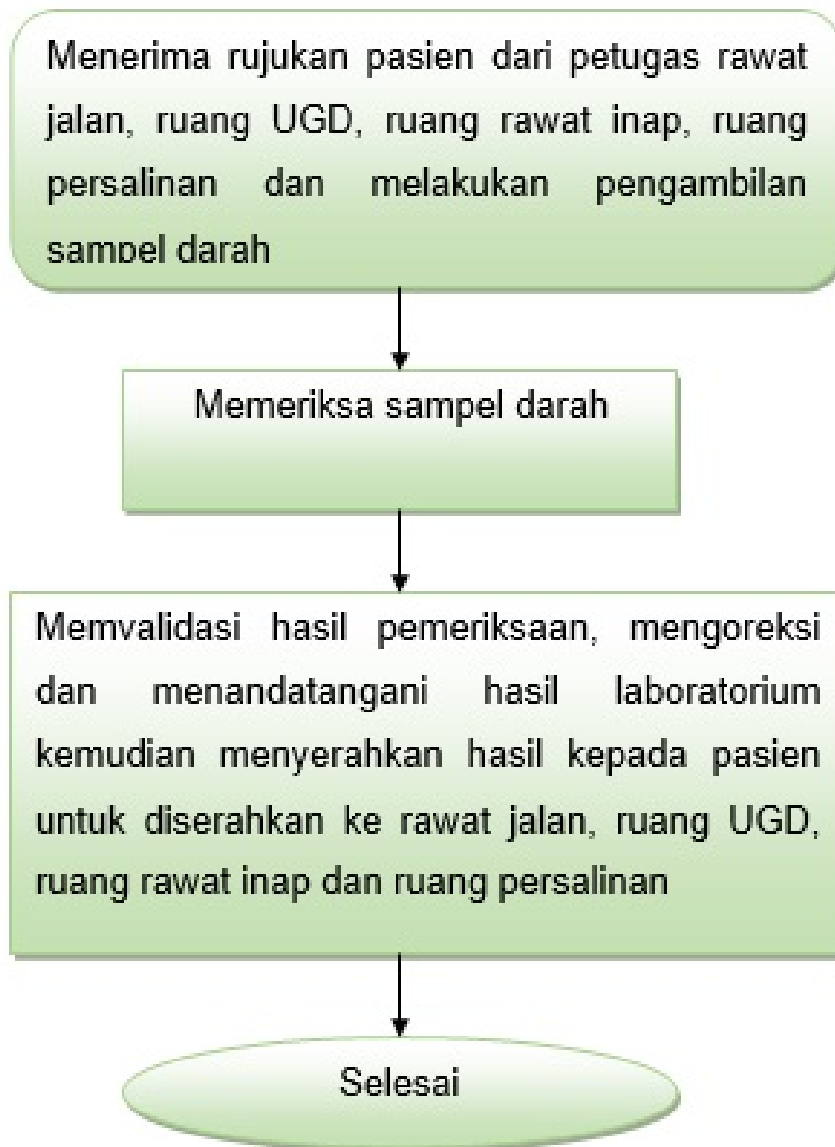 Menerima rujukan pasien dari petugas rawat
jalan, ruang UGD, ruang rawat inap, ruang
persalinan dan melakukan pengambilan
sampel darah
Memeriksa sampel darah
Memvalidasi hasil pemeriksaan, mengoreksi
dan menandatangani hasil laboratorium
kemudian menyerahkan hasil kepada pasien
untuk diserahkan ke rawat jalan, ruang UGD,
ruang rawat inap dan ruang persalinan
Selesai